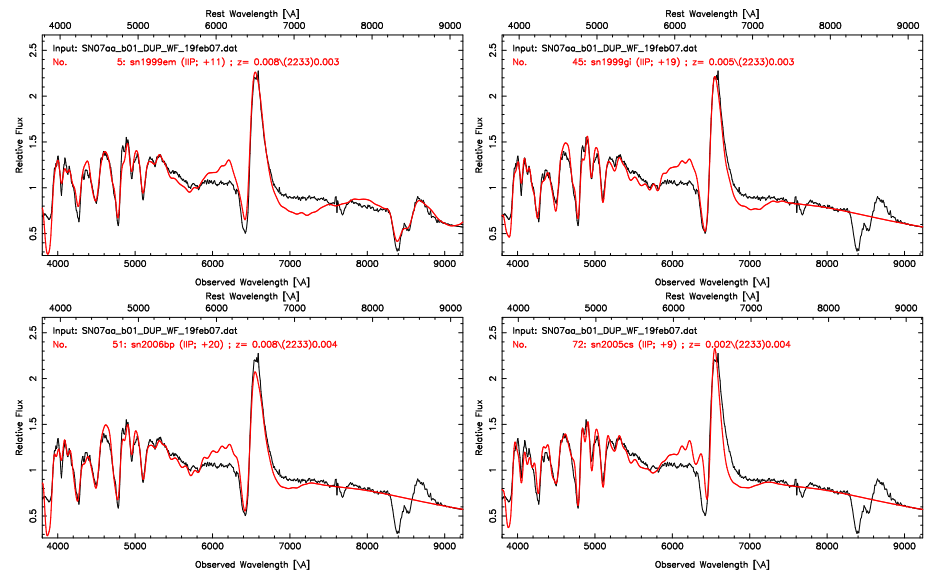 Rest Wavelength [\A]
4000 5000 6000 7000 8000 9000
Input: SN07aa_b01_DUP_WF_19feb07.dat
No. 5: sn1999em (IIP; +11) ; z= 0.008\(2233)0.003
Relative Flux
0.5 1 1.5 2 2.5
4000 5000 6000 7000 8000 9000
Observed Wavelength [\A]
Rest Wavelength [\A]
4000 5000 6000 7000 8000 9000
Input: SN07aa_b01_DUP_WF_19feb07.dat
No. 45: sn1999gi (IIP; +19) ; z= 0.005\(2233)0.003
Relative Flux
0.5 1 1.5 2 2.5
4000 5000 6000 7000 8000 9000
Observed Wavelength [\A]
Rest Wavelength [\A]
4000 5000 6000 7000 8000 9000
Input: SN07aa_b01_DUP_WF_19feb07.dat
No. 51: sn2006bp (IIP; +20) ; z= 0.008\(2233)0.004
Relative Flux
0.5 1 1.5 2 2.5
4000 5000 6000 7000 8000 9000
Observed Wavelength [\A]
Rest Wavelength [\A]
4000 5000 6000 7000 8000 9000
Input: SN07aa_b01_DUP_WF_19feb07.dat
No. 72: sn2005cs (IIP; +9) ; z= 0.002\(2233)0.004
Relative Flux
0.5 1 1.5 2 2.5
4000 5000 6000 7000 8000 9000
Observed Wavelength [\A]